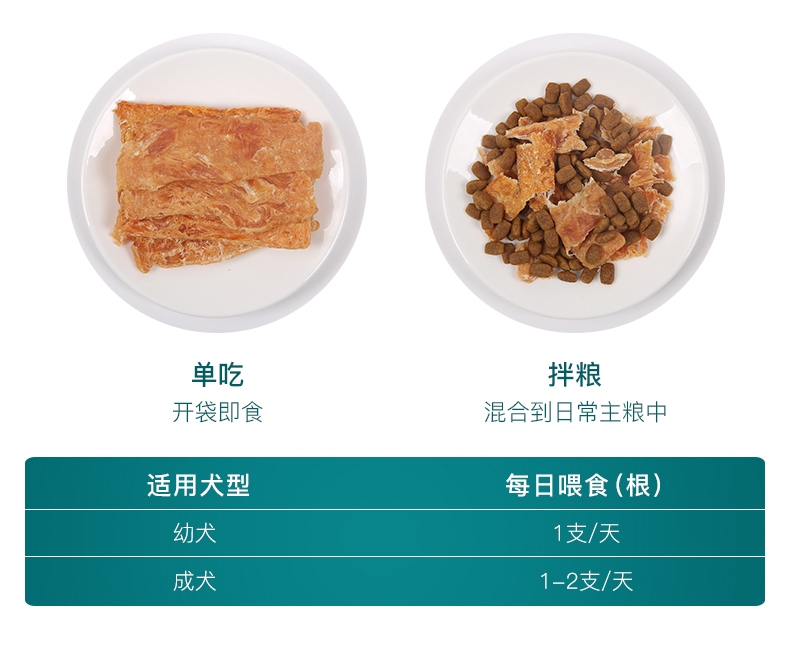 单吃
开袋即食
拌粮
混合到日常主粮中
适用犬型 每日喂食(根)
幼犬 1支/天
成犬 1-2支/天